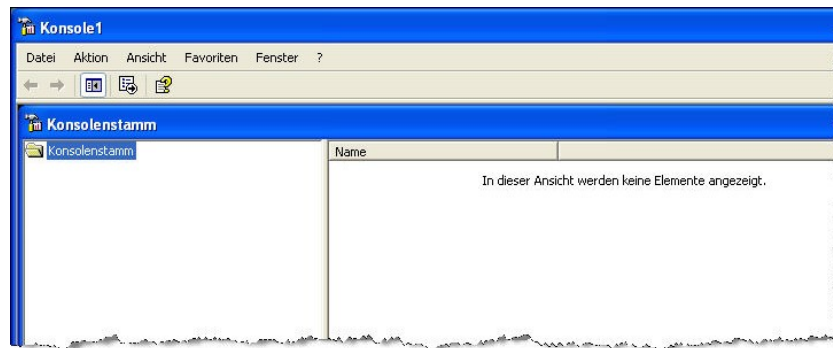 Konsole1
Datei Aktion Ansicht Favoriten Fenster ?
Konsolenstamm
Konsolenstamm
Name
In dieser Ansicht werden keine Elemente angezeigt.